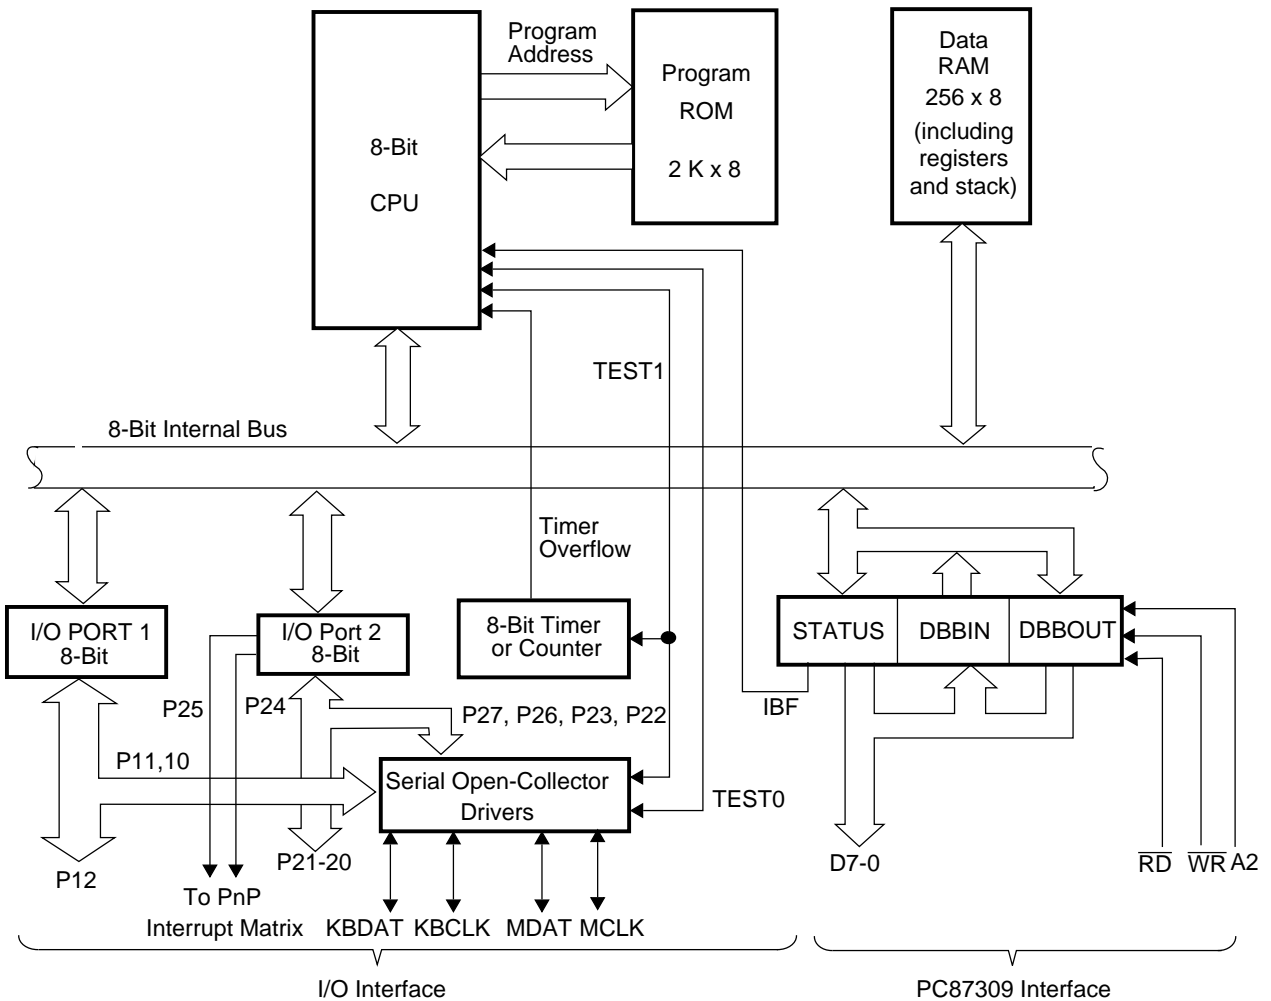 Program
Address
8-Bit
CPU
Program
ROM
2 K x 8
Data
RAM
256 x 8
(including
registers
and stack)
TEST1
8-Bit Internal Bus
Timer
Overflow
I/O PORT 1
8-Bit
I/O Port 2
8-Bit
8-Bit Timer
or Counter
STATUS
DBBIN
DBBOUT
P25
P24
P27, P26, P23, P22
IBF
P11,10
Serial Open-Collector
Drivers
TEST0
P12
P21-20
D7-0
RD
WR
A2
To PnP
Interrupt Matrix
KBDAT
KBCLK
MDAT
MCLK
I/O Interface
PC87309 Interface